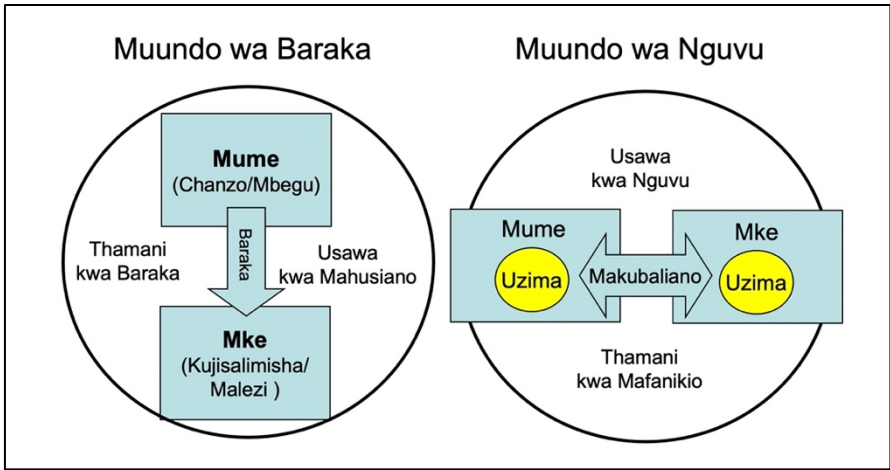 Muundo wa Baraka
Mume
(Chanzo/Mbegu)
Thamani
kwa Baraka
Baraka
Usawa
kwa Mahusiano
Mke
(Kujisalimisha/
Malezi )
Muundo wa Nguvu
Usawa
kwa Nguvu
Mume
Uzima
Makubaliano
Mke
Uzima
Thamani
kwa Mafanikio